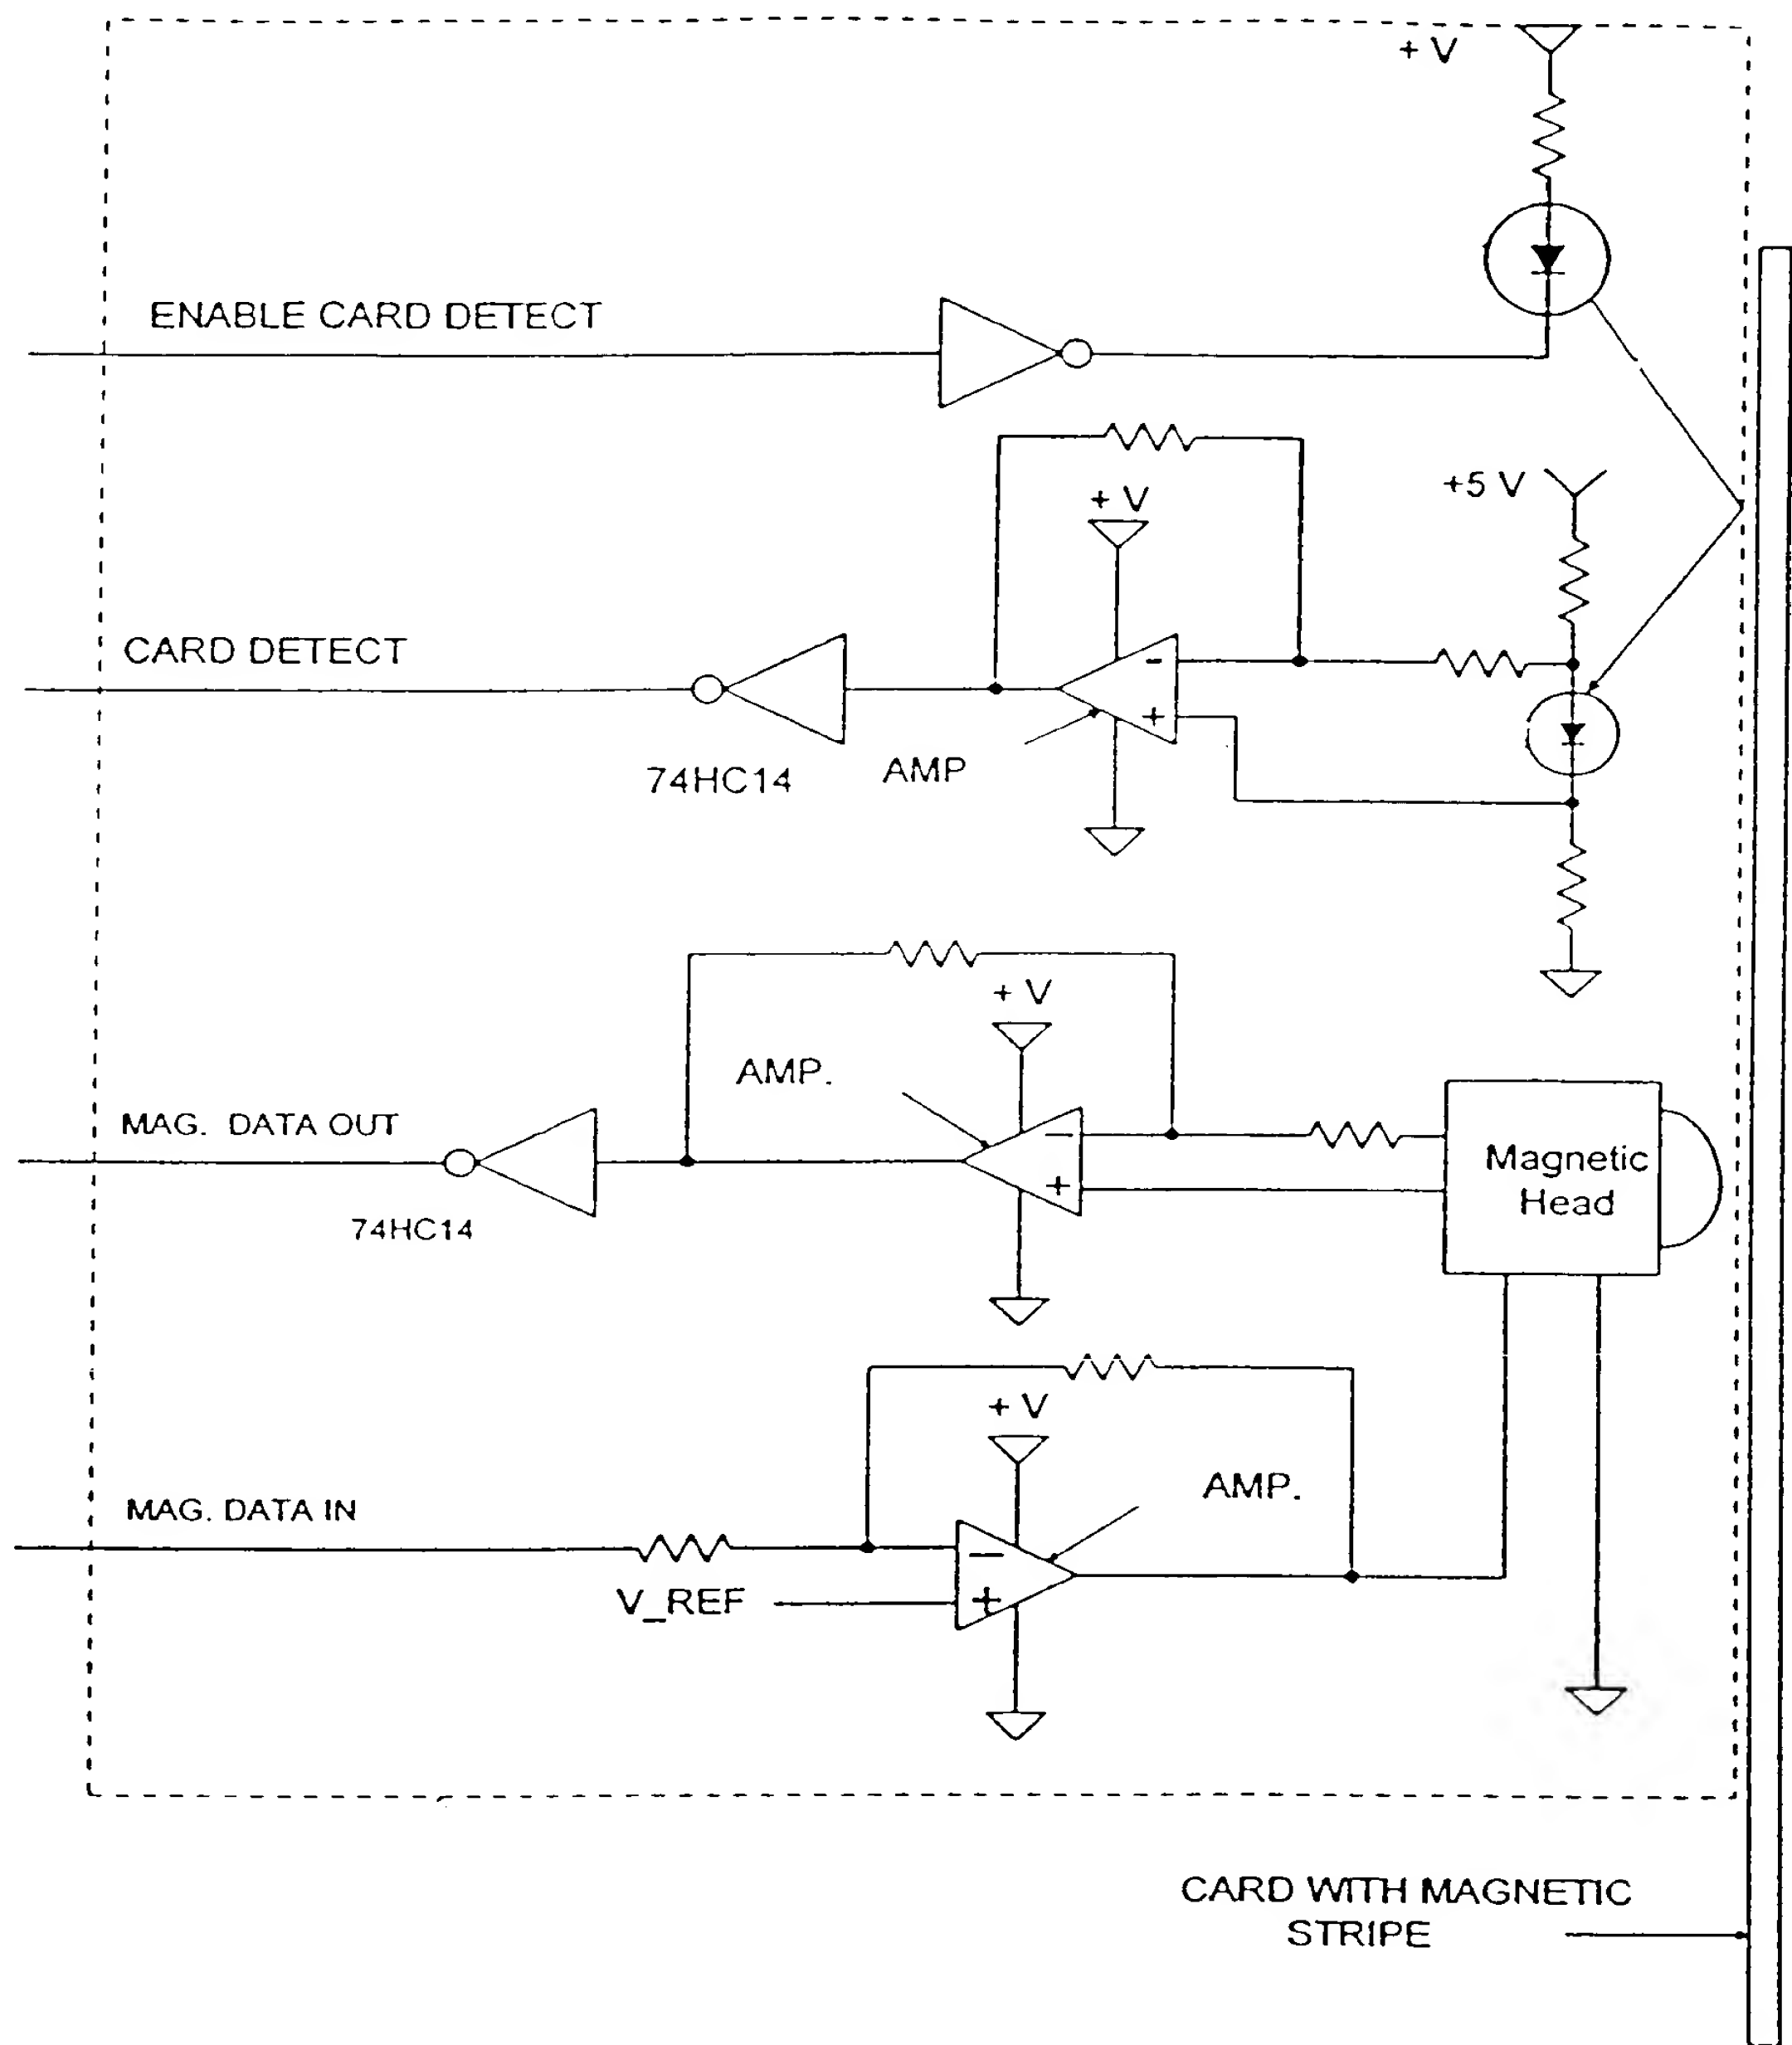 + V
ENABLE CARD DETECT
+ V
+5 V
CARD DETECT
-
+
74HC14
AMP
+ V
AMP.
MAG. DATA OUT
-
+
Magnetic
Head
74HC14
+ V
AMP.
MAG. DATA IN
-
+
V_REF
CARD WITH MAGNETIC
STRIPE